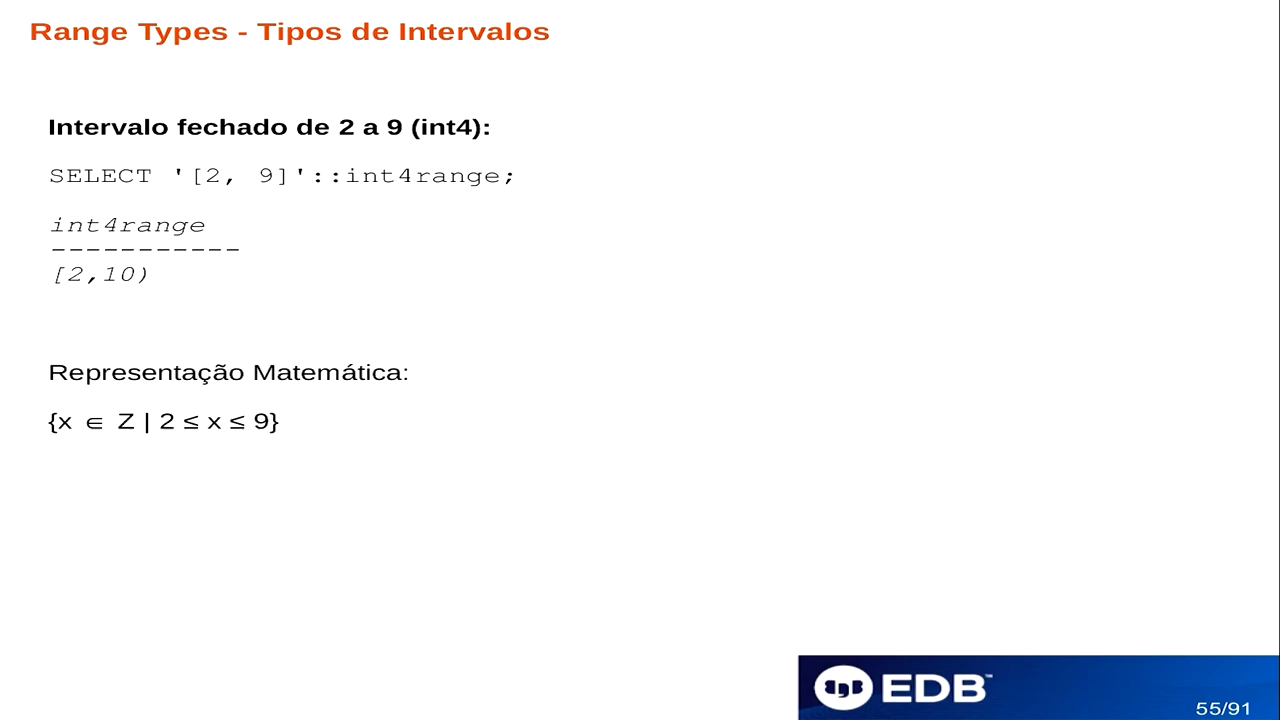 Range Types - Tipos de Intervalos
Intervalo fechado de 2 a 9 (int4):
SELECT '[2, 9]'::int4range;
int4range
-----------
[2,10)
Representação Matemática:
{x ∈ Z | 2 ≤ x ≤ 9}
EDB™
55/91